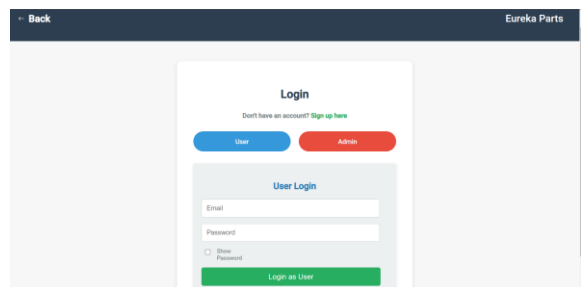 ← Back
Eureka Parts
Login
Don't have an account? Sign up here
User
Admin
User Login
Email
Password
Show
Password
Login as User